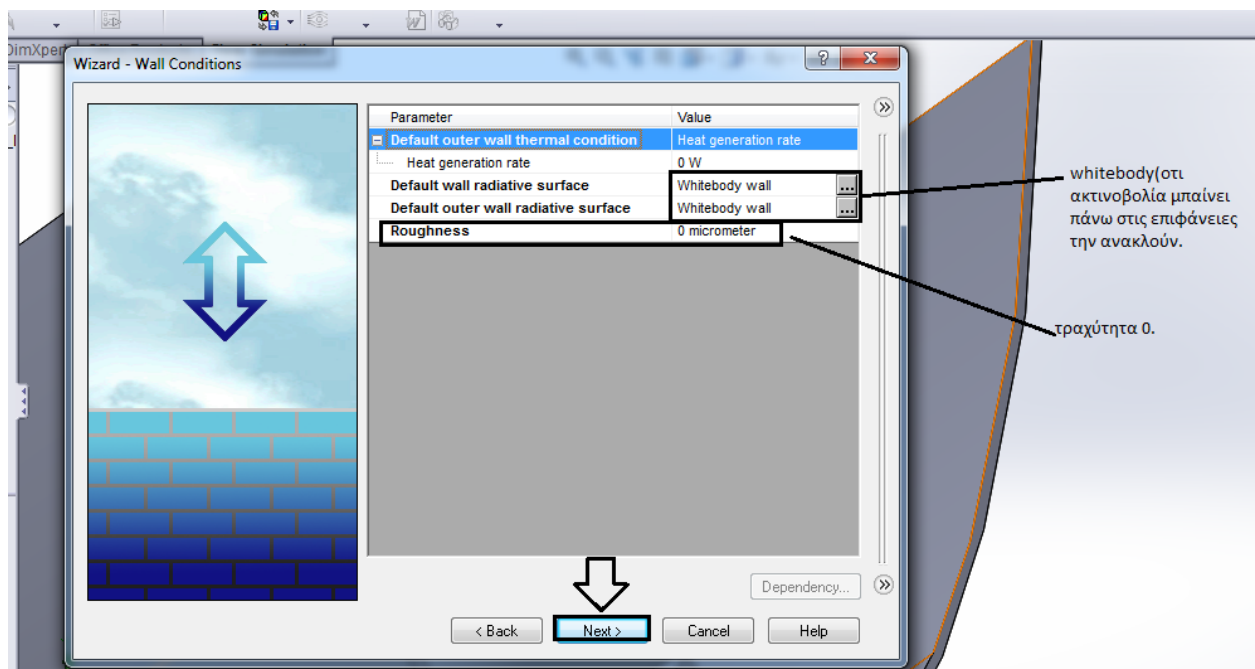 Wizard - Wall Conditions
Parameter Value
Default outer wall thermal condition Heat generation rate
Heat generation rate 0 W
Default wall radiative surface Whitebody wall ...
Default outer wall radiative surface Whitebody wall ...
Roughness 0 micrometer
whitebody(οτι
ακτινοβολία μπαίνει
πάνω στις επιφάνειες
την ανακλούν.
τραχύτητα 0.
Dependency...
< Back Next > Cancel Help